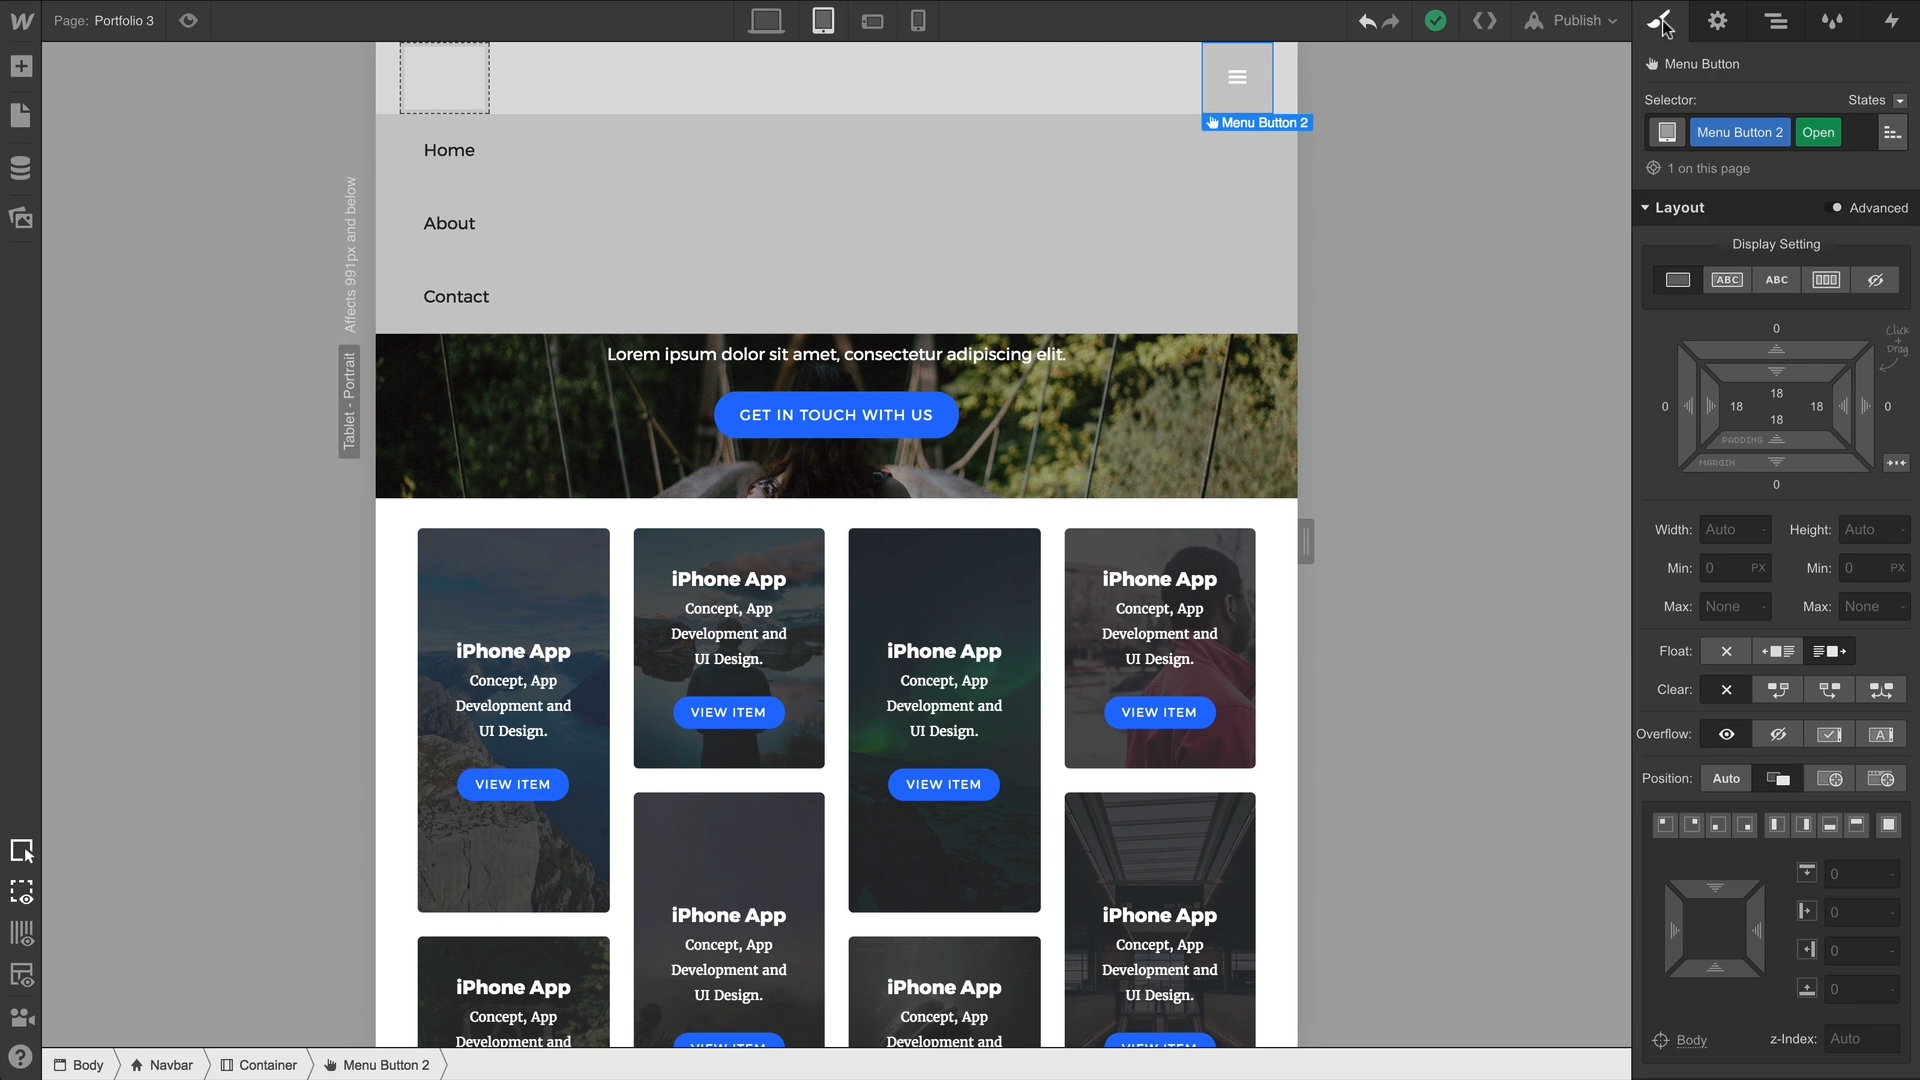 Page: Portfolio 3
Publish
Menu Button
Selector:
States
Menu Button 2
Open
1 on this page
Layout
Advanced
Display Setting
ABC
ABC
0
Click
+
Drag
18
0
18
18
0
18
PADDING
MARGIN
0
Width:
Auto
-
Height:
Auto
-
Min:
0
PX
Min:
0
PX
Max:
None
-
Max:
None
-
Float:
Clear:
Overflow:
A
Position:
Auto
0
-
0
-
0
-
0
-
Body
z-Index:
Auto
Affects 991px and below
Tablet - Portrait
Menu Button 2
Home
About
Contact
Lorem ipsum dolor sit amet, consectetur adipiscing elit.
GET IN TOUCH WITH US
iPhone App
Concept, App
Development and
UI Design.
VIEW ITEM
iPhone App
Concept, App
Development and
UI Design.
VIEW ITEM
iPhone App
Concept, App
Development and
UI Design.
VIEW ITEM
iPhone App
Concept, App
Development and
UI Design.
VIEW ITEM
iPhone App
Concept, App
Development and
iPhone App
Concept, App
Development and
UI Design.
VIEW ITEM
iPhone App
Concept, App
Development and
iPhone App
Concept, App
Development and
UI Design.
VIEW ITEM
Body
Navbar
Container
Menu Button 2